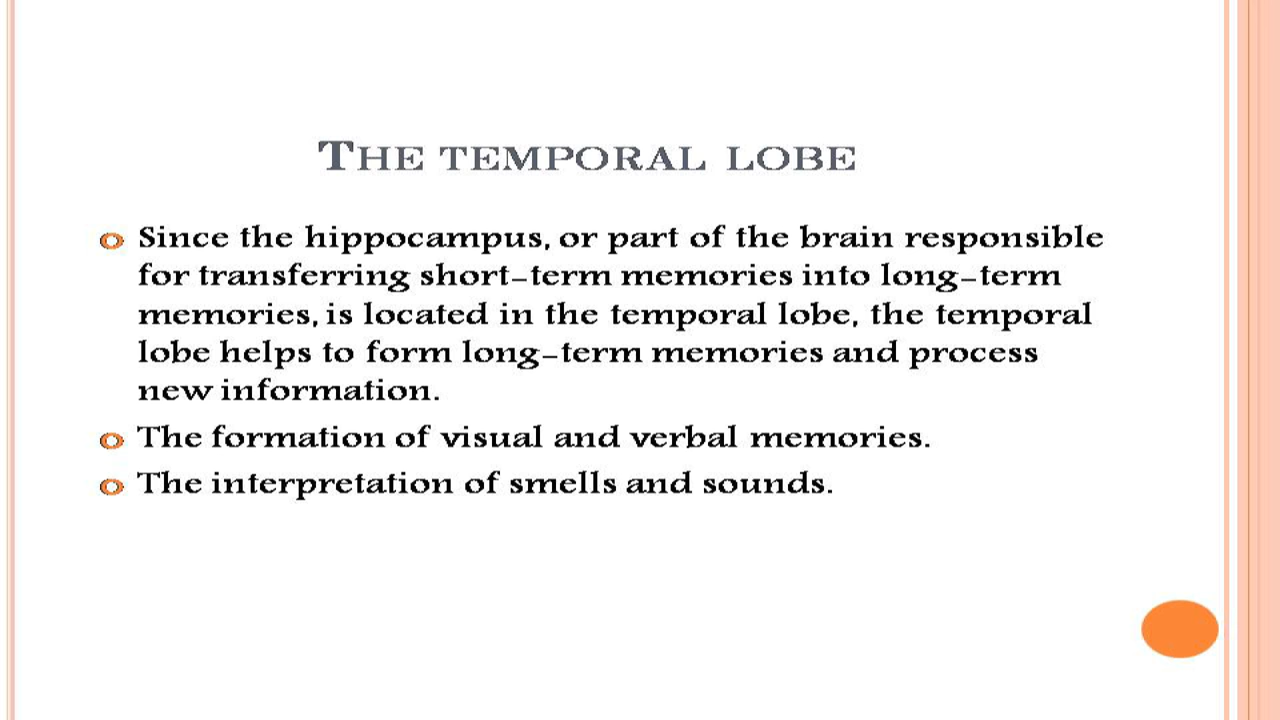 The temporal lobe
Since the hippocampus, or part of the brain responsible
for transferring short-term memories into long-term
memories, is located in the temporal lobe, the temporal
lobe helps to form long-term memories and process
new information.
The formation of visual and verbal memories.
The interpretation of smells and sounds.